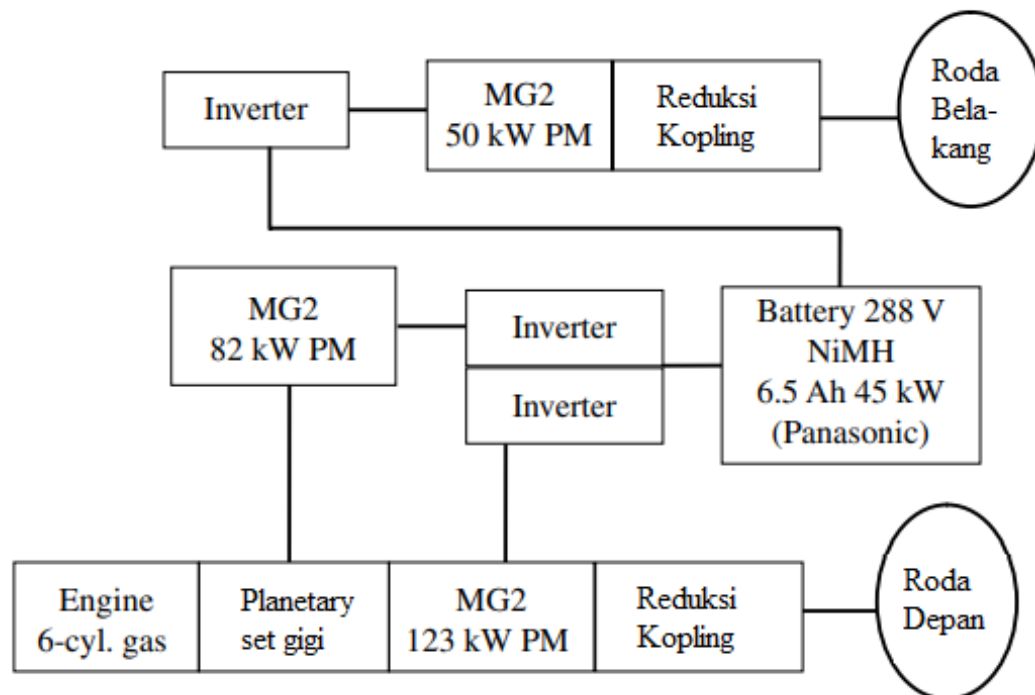 Inverter
MG2
50 kW PM
Reduksi
Kopling
Roda
Bela-
kang
MG2
82 kW PM
Inverter
Inverter
Battery 288 V
NiMH
6.5 Ah 45 kW
(Panasonic)
Engine
6-cyl. gas
Planetary
set gigi
MG2
123 kW PM
Reduksi
Kopling
Roda
Depan